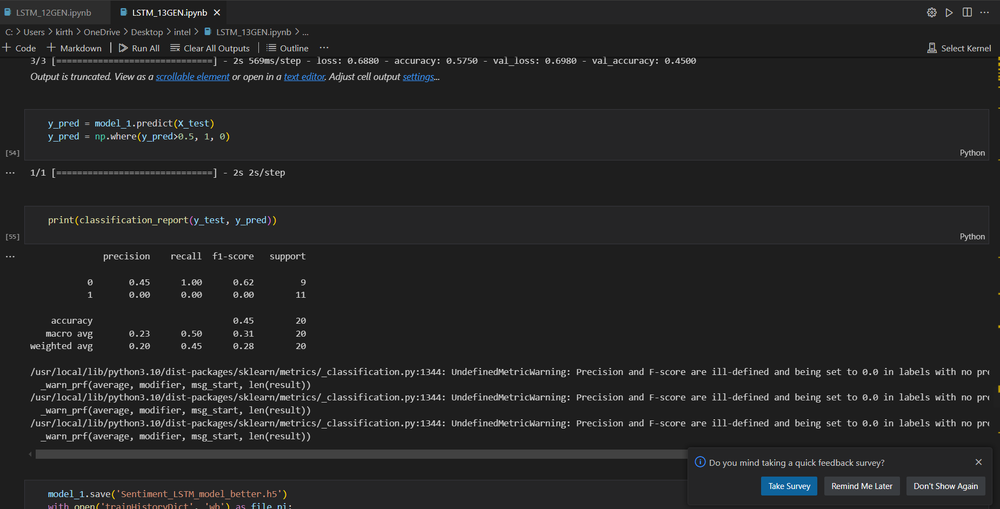 LSTM_12GEN.ipynb LSTM_13GEN.ipynb
C: > Users > kirth > OneDrive > Desktop > intel > LSTM_13GEN.ipynb > ...
+ Code + Markdown | Run All Clear All Outputs | Outline ... Select Kernel
3/3 [==============================] - 2s 569ms/step - loss: 0.6880 - accuracy: 0.5750 - val_loss: 0.6980 - val_accuracy: 0.4500
Output is truncated. View as a scrollable element or open in a text editor. Adjust cell output settings...
y_pred = model_1.predict(X_test)
y_pred = np.where(y_pred>0.5, 1, 0)
[54] Python
... 1/1 [==============================] - 2s 2s/step
print(classification_report(y_test, y_pred))
[55] Python
... precision recall f1-score support
0 0.45 1.00 0.62 9
1 0.00 0.00 0.00 11
accuracy 0.45 20
macro avg 0.23 0.50 0.31 20
weighted avg 0.20 0.45 0.28 20
/usr/local/lib/python3.10/dist-packages/sklearn/metrics/_classification.py:1344: UndefinedMetricWarning: Precision and F-score are ill-defined and being set to 0.0 in labels with no pre
_warn_prf(average, modifier, msg_start, len(result))
/usr/local/lib/python3.10/dist-packages/sklearn/metrics/_classification.py:1344: UndefinedMetricWarning: Precision and F-score are ill-defined and being set to 0.0 in labels with no pre
_warn_prf(average, modifier, msg_start, len(result))
/usr/local/lib/python3.10/dist-packages/sklearn/metrics/_classification.py:1344: UndefinedMetricWarning: Precision and F-score are ill-defined and being set to 0.0 in labels with no pre
_warn_prf(average, modifier, msg_start, len(result))
Do you mind taking a quick feedback survey?
Take Survey Remind Me Later Don't Show Again
model_1.save('Sentiment_LSTM_model_better.h5')
with open('trainHistoryDict', 'wb') as file_pi: